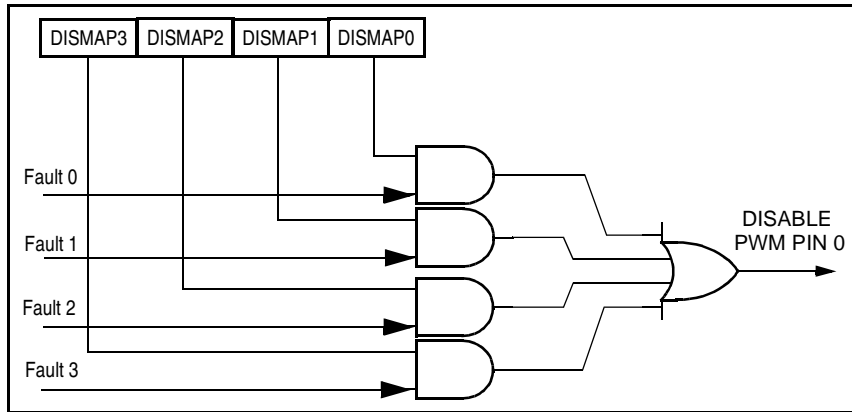 DISMAP3 DISMAP2 DISMAP1 DISMAP0
Fault 0
Fault 1
Fault 2
Fault 3
DISABLE
PWM PIN 0